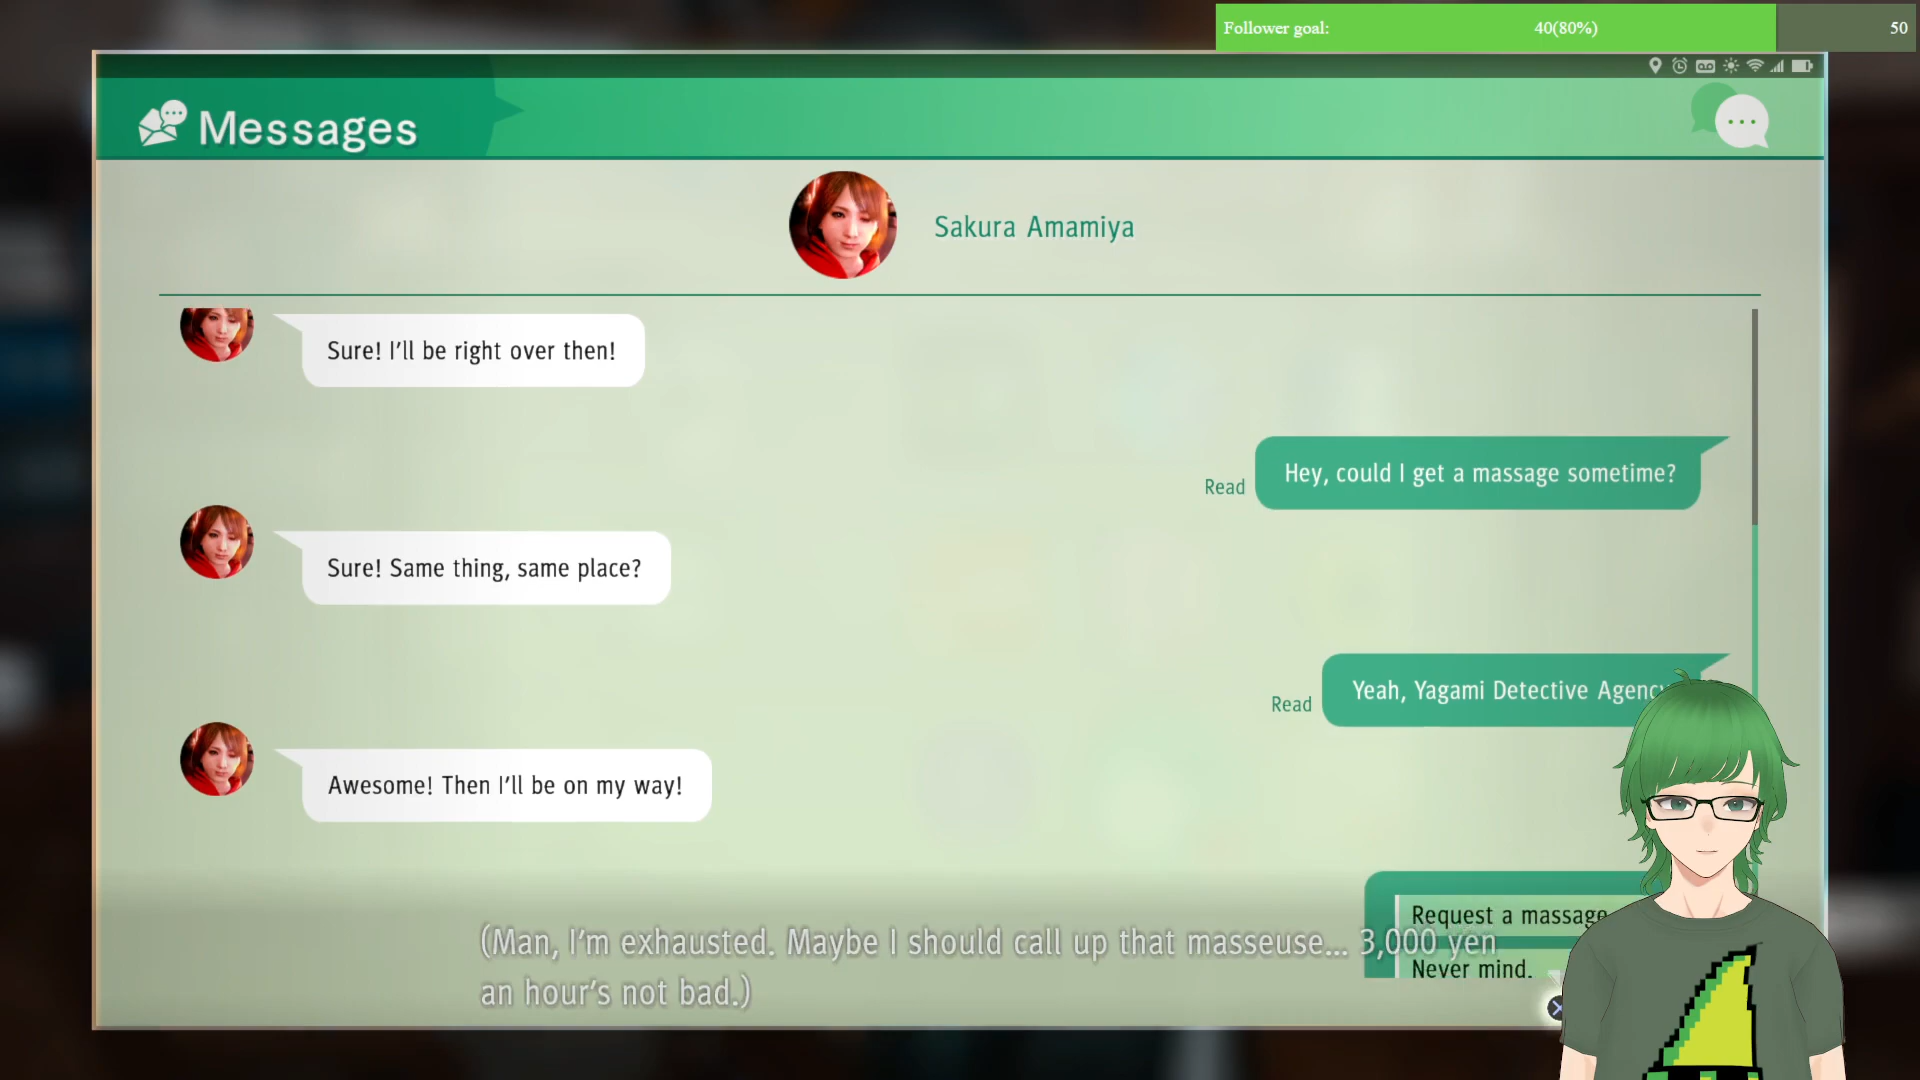 Follower goal: 40(80%) 50
Messages
Sakura Amamiya
Sure! I'll be right over then!
Hey, could I get a massage sometime?
Read
Sure! Same thing, same place?
Yeah, Yagami Detective Agency
Read
Awesome! Then I'll be on my way!
Request a massage
Never mind.
(Man, I'm exhausted. Maybe I should call up that masseuse... 3,000 yen
an hour's not bad.)